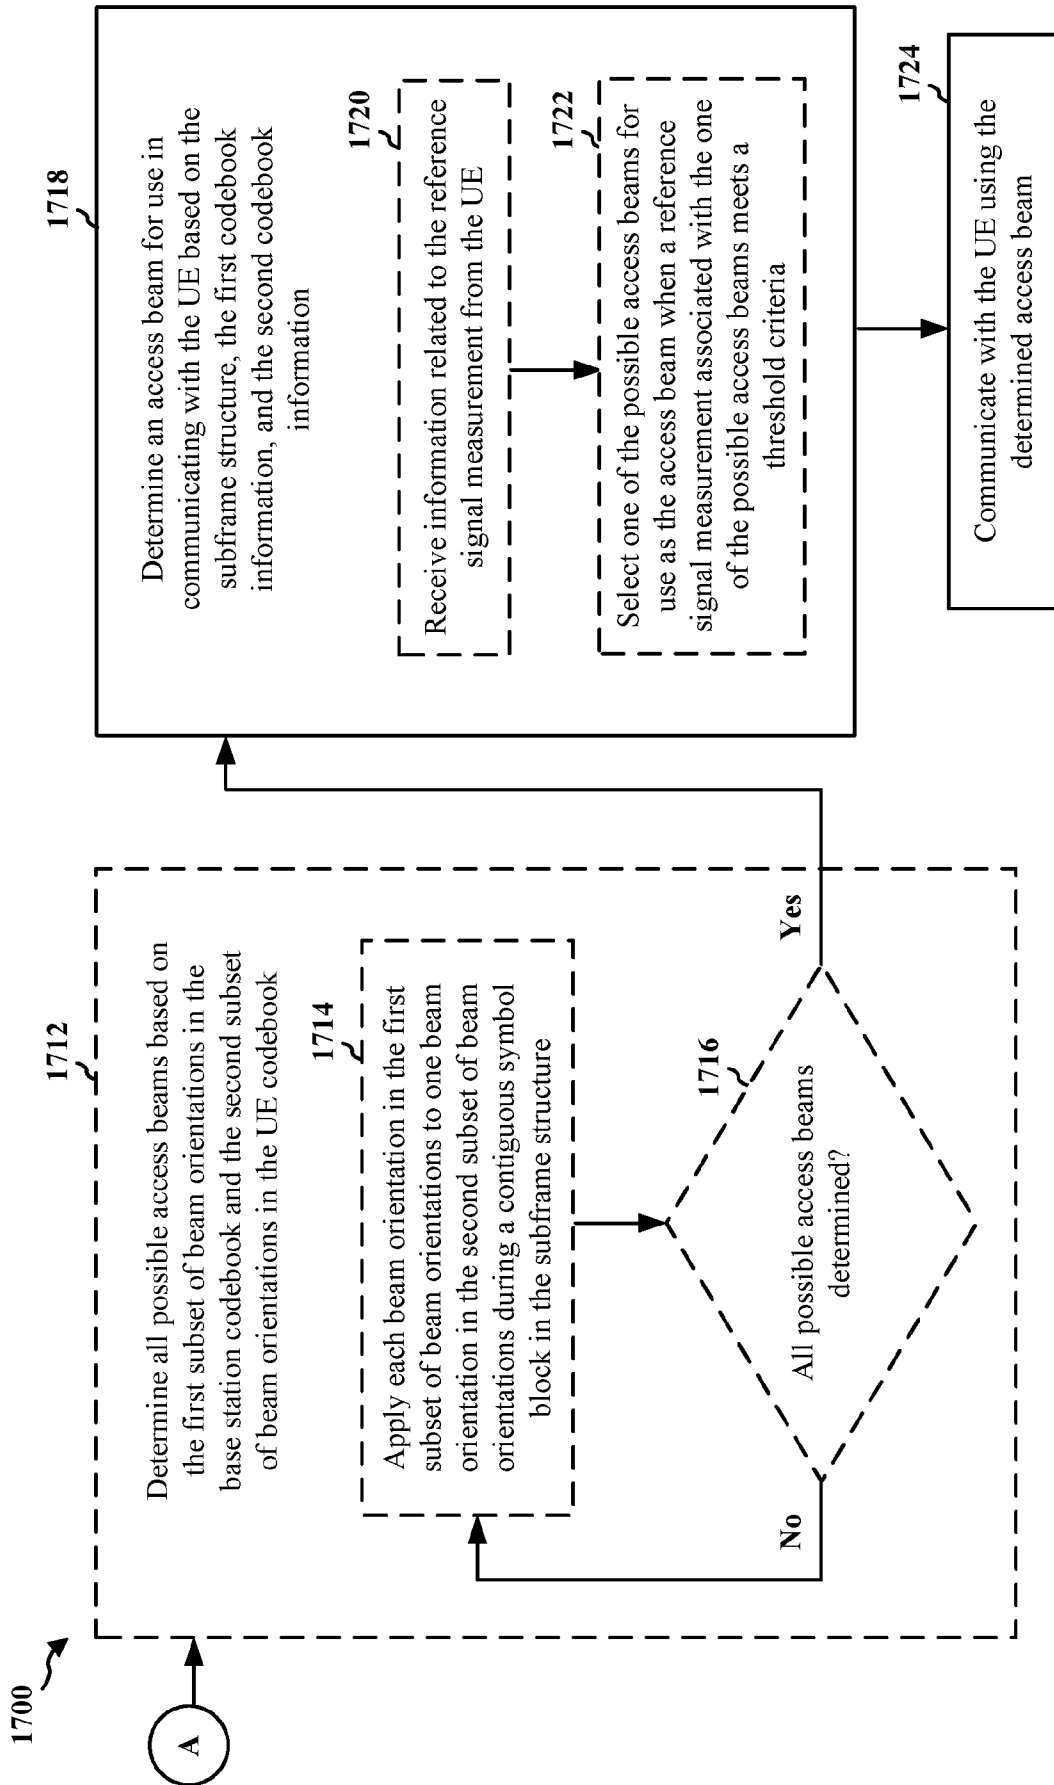 1700
A
1712
Determine all possible access beams based on
the first subset of beam orientations in the
base station codebook and the second subset
of beam orientations in the UE codebook
1714
Apply each beam orientation in the first
subset of beam orientations to one beam
orientation in the second subset of beam
orientations during a contiguous symbol
block in the subframe structure
1716
All possible access beams
determined?
No
Yes
1718
Determine an access beam for use in
communicating with the UE based on the
subframe structure, the first codebook
information, and the second codebook
information
1720
Receive information related to the reference
signal measurement from the UE
1722
Select one of the possible access beams for
use as the access beam when a reference
signal measurement associated with the one
of the possible access beams meets a
threshold criteria
1724
Communicate with the UE using the
determined access beam